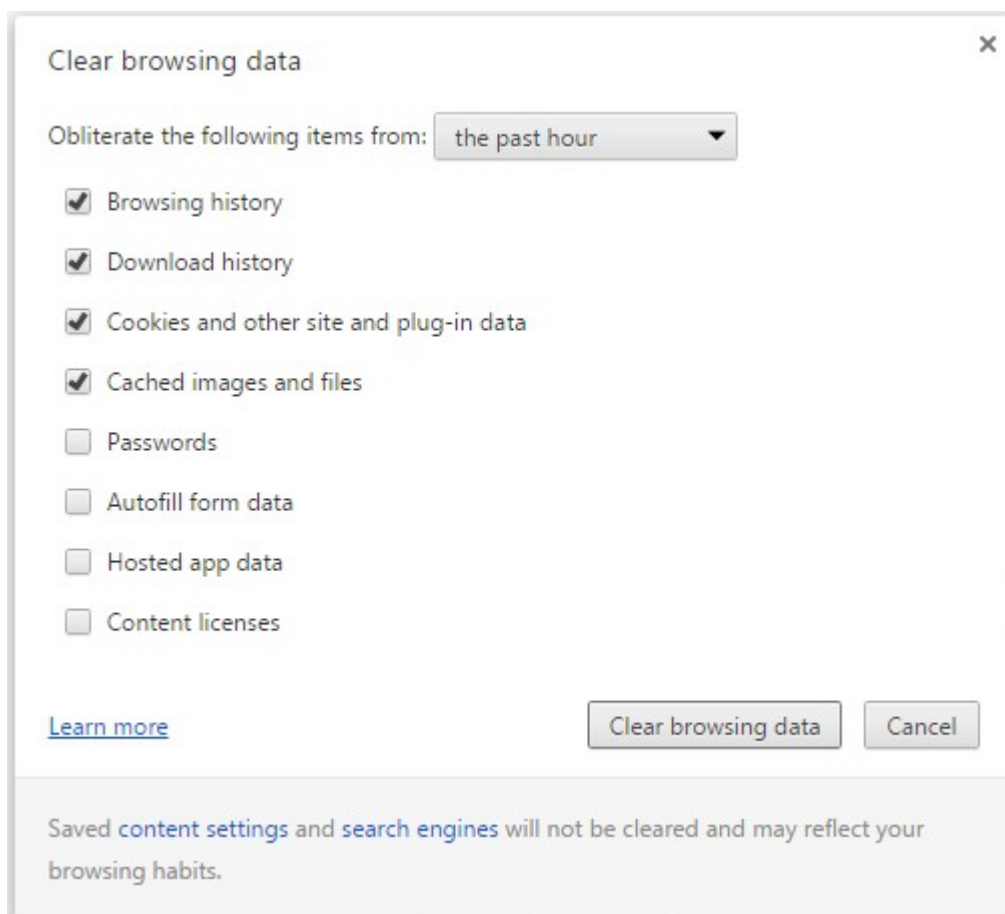 Clear browsing data
Obliterate the following items from: the past hour
Browsing history
Download history
Cookies and other site and plug-in data
Cached images and files
Passwords
Autofill form data
Hosted app data
Content licenses
Learn more Clear browsing data Cancel
Saved content settings and search engines will not be cleared and may reflect your
browsing habits.